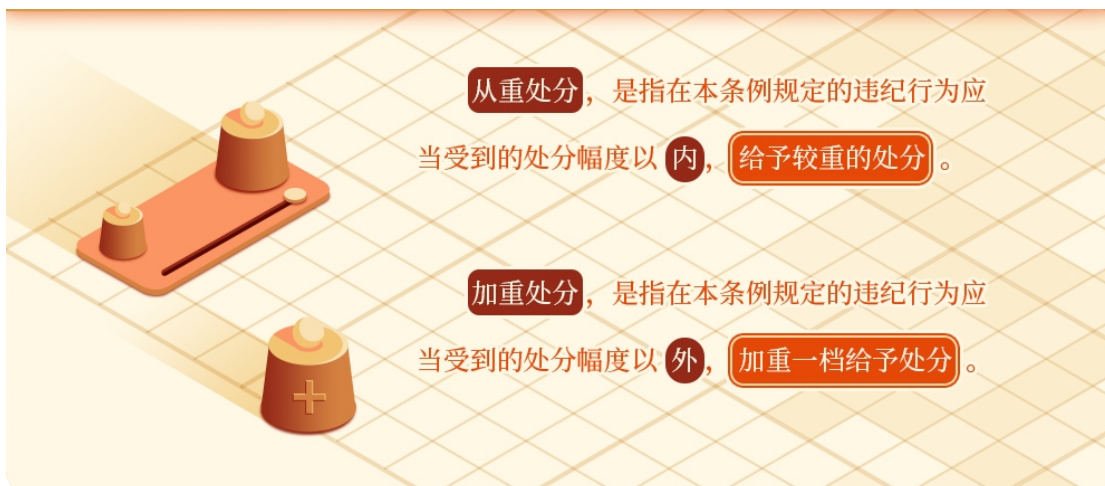 从重处分，是指在本条例规定的违纪行为应
当受到的处分幅度以内，给予较重的处分。
加重处分，是指在本条例规定的违纪行为应
当受到的处分幅度以外，加重一档给予处分。